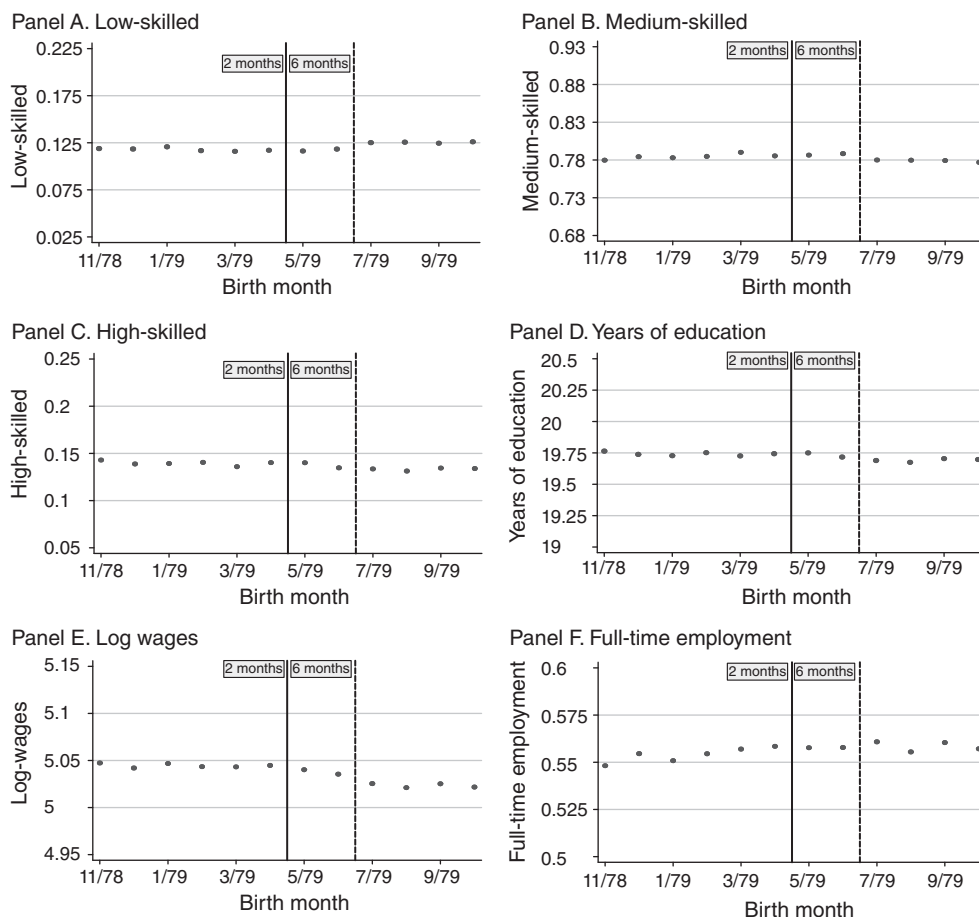 Panel A. Low-skilled
0.225
0.175
0.125
0.075
0.025
Low-skilled
2 months
6 months
11/78 1/79 3/79 5/79 7/79 9/79
Birth month
Panel B. Medium-skilled
0.93
0.88
0.83
0.78
0.73
0.68
Medium-skilled
2 months
6 months
11/78 1/79 3/79 5/79 7/79 9/79
Birth month
Panel C. High-skilled
0.25
0.2
0.15
0.1
0.05
High-skilled
2 months
6 months
11/78 1/79 3/79 5/79 7/79 9/79
Birth month
Panel D. Years of education
20.5
20.25
20
19.75
19.5
19.25
19
Years of education
2 months
6 months
11/78 1/79 3/79 5/79 7/79 9/79
Birth month
Panel E. Log wages
5.15
5.1
5.05
5
4.95
Log-wages
2 months
6 months
11/78 1/79 3/79 5/79 7/79 9/79
Birth month
Panel F. Full-time employment
0.6
0.575
0.55
0.525
0.5
Full-time employment
2 months
6 months
11/78 1/79 3/79 5/79 7/79 9/79
Birth month